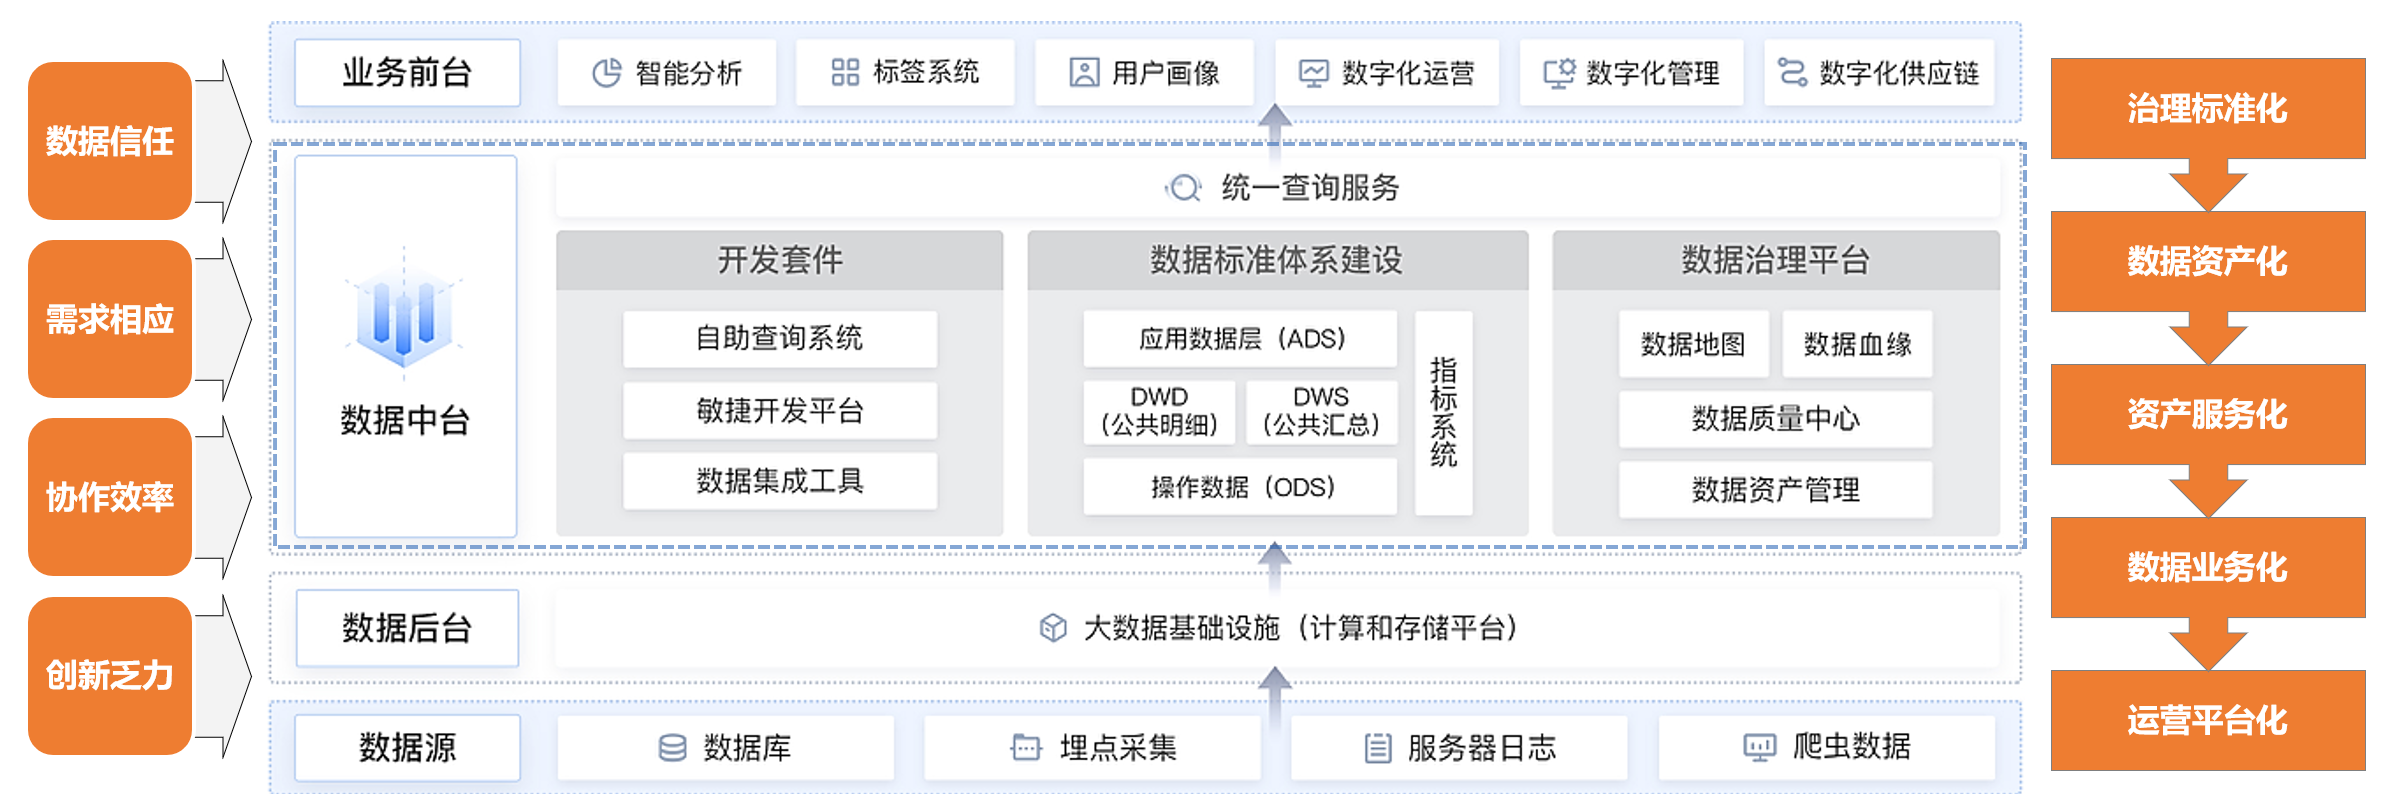 数据信任
需求相应
协作效率
创新乏力
业务前台
智能分析
标签系统
用户画像
数字化运营
数字化管理
数字化供应链
数据中台
统一查询服务
开发套件
自助查询系统
敏捷开发平台
数据集成工具
数据标准体系建设
应用数据层（ADS）
DWD
（公共明细）
DWS
（公共汇总）
操作数据（ODS）
指标系统
数据治理平台
数据地图
数据血缘
数据质量中心
数据资产管理
数据后台
大数据基础设施（计算和存储平台）
数据源
数据库
埋点采集
服务器日志
爬虫数据
治理标准化
数据资产化
资产服务化
数据业务化
运营平台化